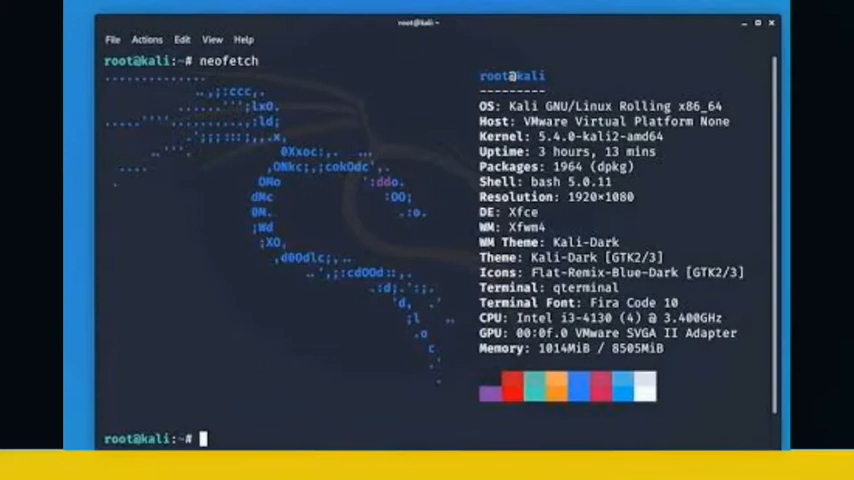 root@kali: ~
File Actions Edit View Help
root@kali:~# neofetch
root@kali
---------
OS: Kali GNU/Linux Rolling x86_64
Host: VMware Virtual Platform None
Kernel: 5.4.0-kali2-amd64
Uptime: 3 hours, 13 mins
Packages: 1964 (dpkg)
Shell: bash 5.0.11
Resolution: 1920×1080
DE: Xfce
WM: Xfwm4
WM Theme: Kali-Dark
Theme: Kali-Dark [GTK2/3]
Icons: Flat-Remix-Blue-Dark [GTK2/3]
Terminal: qterminal
Terminal Font: Fira Code 10
CPU: Intel i3-4130 (4) @ 3.400GHz
GPU: 00:0f.0 VMware SVGA II Adapter
Memory: 1014MiB / 8505MiB
root@kali:~#